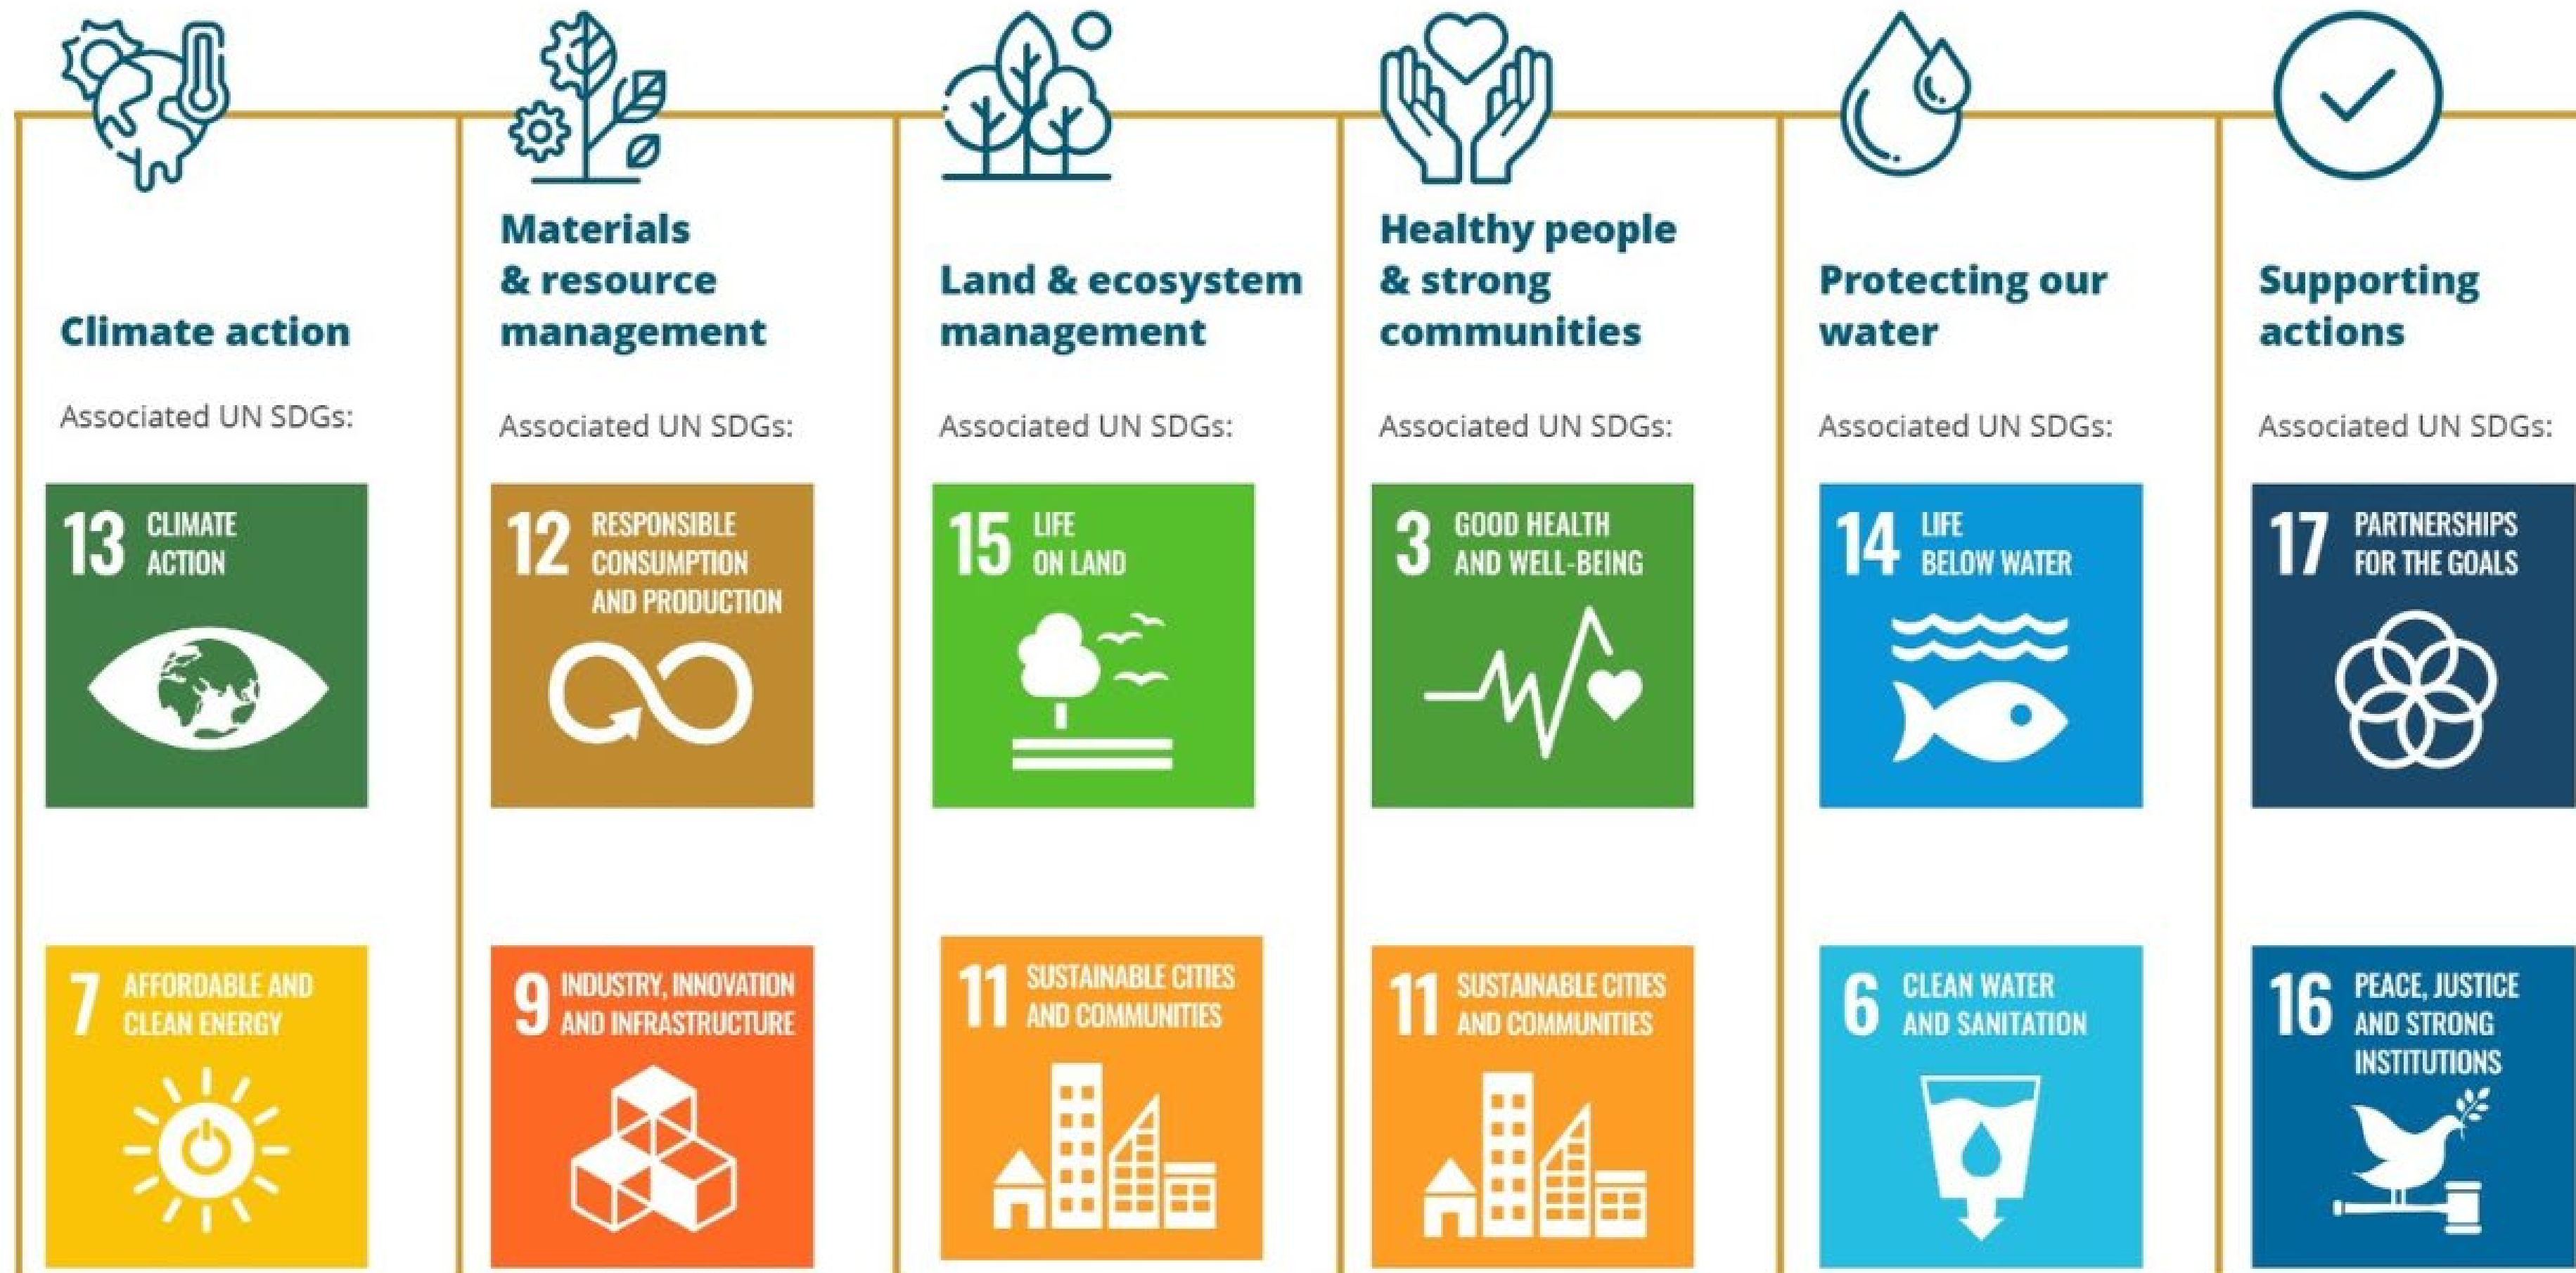 Climate action
Associated UN SDGs:
13 CLIMATE
ACTION
7 AFFORDABLE AND
CLEAN ENERGY
Materials
& resource
management
Associated UN SDGs:
12 RESPONSIBLE
CONSUMPTION
AND PRODUCTION
9 INDUSTRY, INNOVATION
AND INFRASTRUCTURE
Land & ecosystem
management
Associated UN SDGs:
15 LIFE
ON LAND
11 SUSTAINABLE CITIES
AND COMMUNITIES
Healthy people
& strong
communities
Associated UN SDGs:
3 GOOD HEALTH
AND WELL-BEING
11 SUSTAINABLE CITIES
AND COMMUNITIES
Protecting our
water
Associated UN SDGs:
14 LIFE
BELOW WATER
6 CLEAN WATER
AND SANITATION
Supporting
actions
Associated UN SDGs:
17 PARTNERSHIPS
FOR THE GOALS
16 PEACE, JUSTICE
AND STRONG
INSTITUTIONS